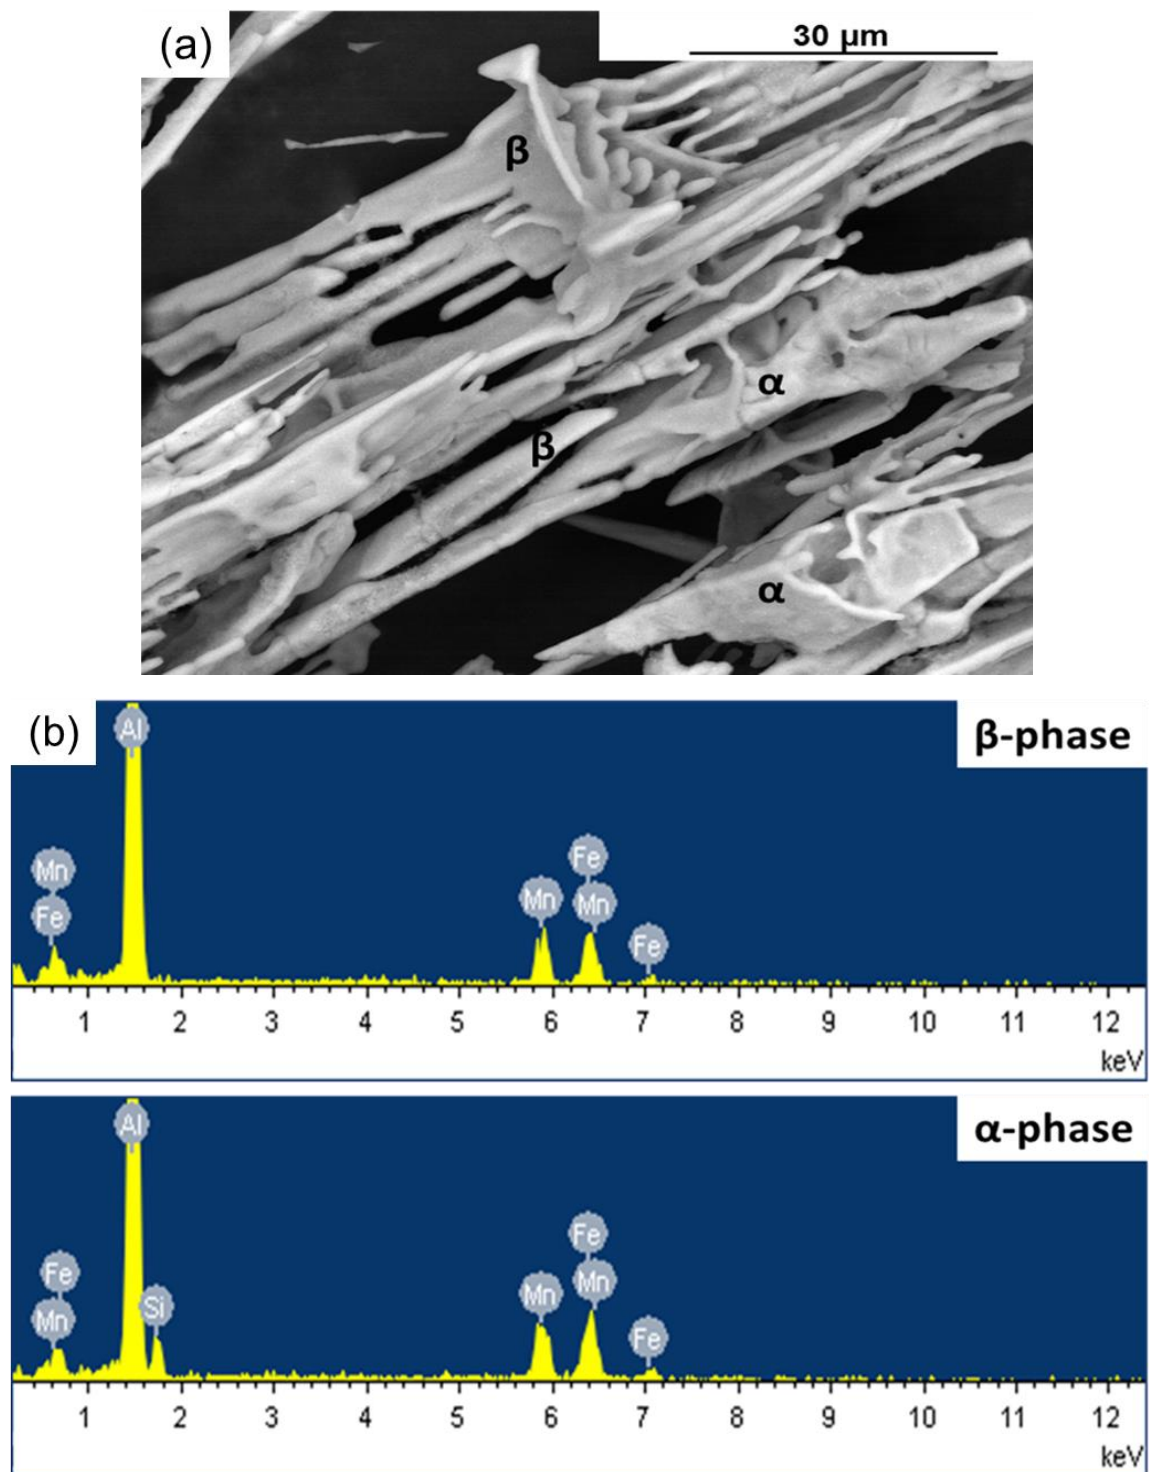 (a)
30 μm
β
α
β
α
(b)
β-phase
Al
Mn
Fe
Fe
Mn
Mn
Fe
1 2 3 4 5 6 7 8 9 10 11 12
keV
α-phase
Al
Fe
Mn
Si
Fe
Mn
Mn
Fe
1 2 3 4 5 6 7 8 9 10 11 12
keV